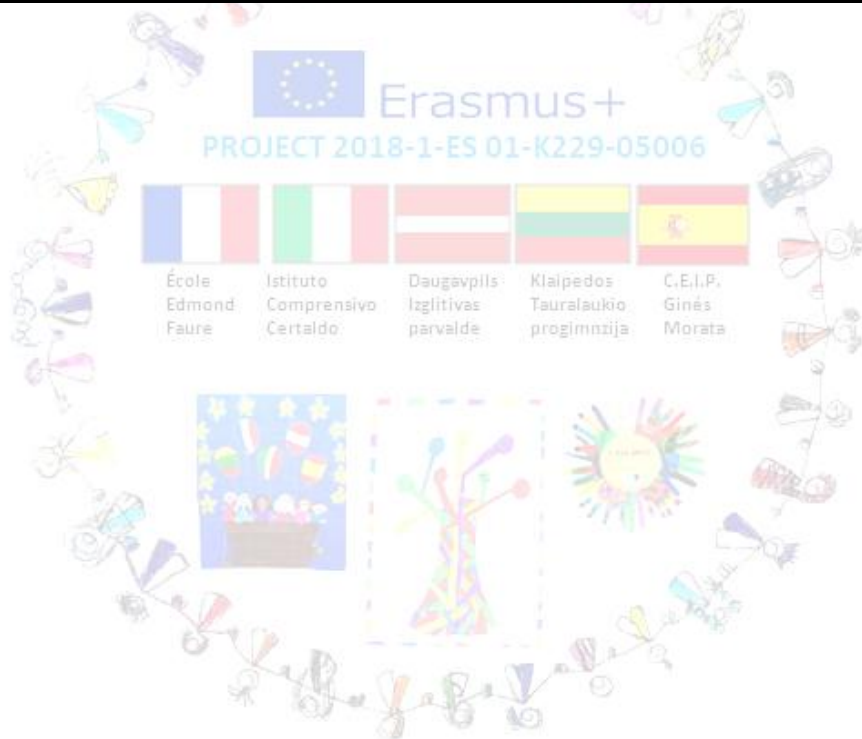 Erasmus+
PROJECT 2018-1-ES 01-K229-05006
École
Edmond
Faure
Istituto
Comprensivo
Certaldo
Daugavpils
Izglitivas
parvalde
Klaipedos
Tauralaukio
progimnzija
C.E.I.P.
Ginés
Morata